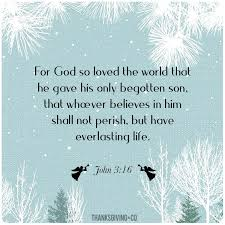 For God so loved the world that
he gave his only begotten son,
that whœver believes in him
shall not perish, but have
everlasting life.
John 3:16
THANKSGIVING•CO